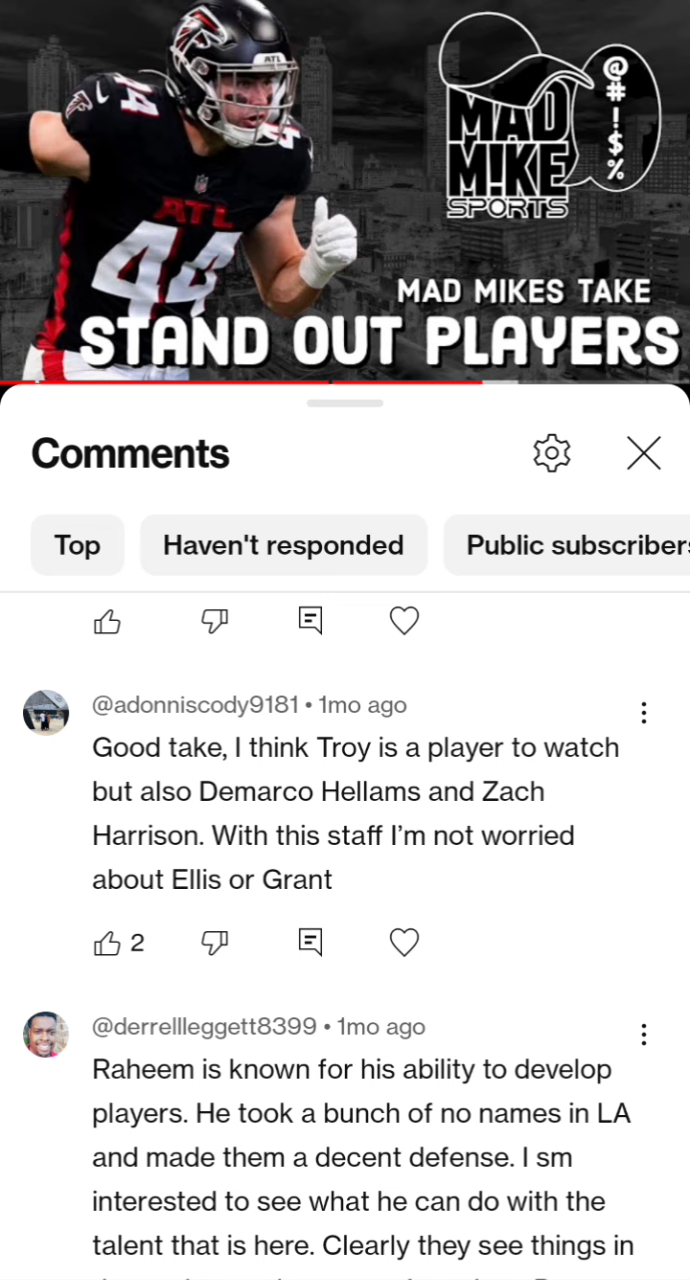 ATL
44
ATL
44
@
#
!
$
%
MAD
M!KE
SPORTS
MAD MIKES TAKE
STAND OUT PLAYERS
Comments
Top Haven't responded Public subscribers
@adonniscody9181 • 1mo ago
Good take, I think Troy is a player to watch
but also Demarco Hellams and Zach
Harrison. With this staff I’m not worried
about Ellis or Grant
2
@derrellleggett8399 • 1mo ago
Raheem is known for his ability to develop
players. He took a bunch of no names in LA
and made them a decent defense. I sm
interested to see what he can do with the
talent that is here. Clearly they see things in